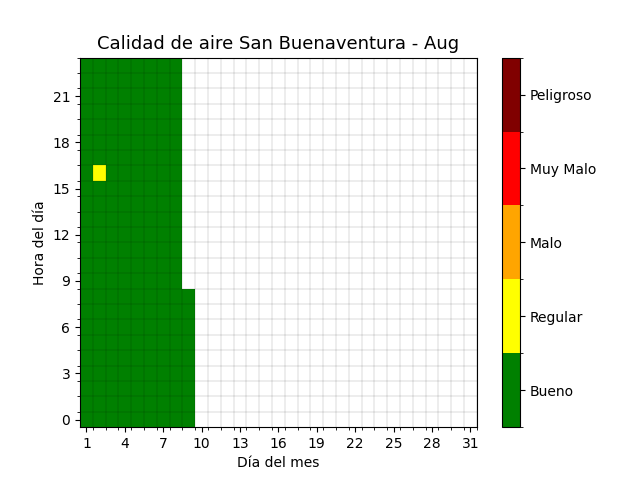 Calidad de aire San Buenaventura - Aug
Hora del día
21
18
15
12
9
6
3
0
1 4 7 10 13 16 19 22 25 28 31
Día del mes
Peligroso
Muy Malo
Malo
Regular
Bueno